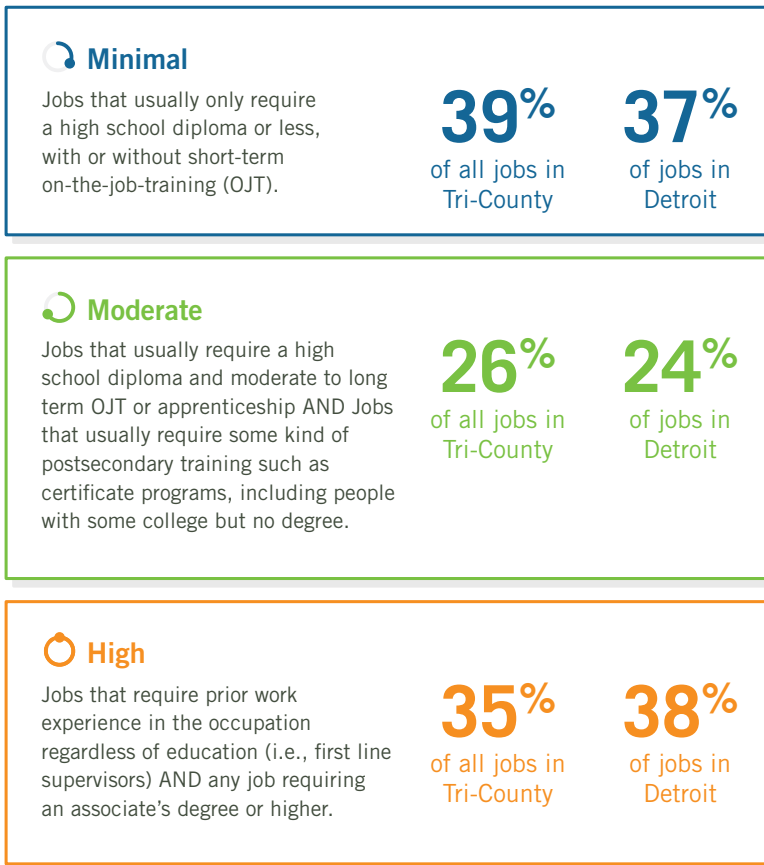 Minimal
Jobs that usually only require
a high school diploma or less,
with or without short-term
on-the-job-training (OJT).
39%
of all jobs in
Tri-County
37%
of jobs in
Detroit
Moderate
Jobs that usually require a high
school diploma and moderate to long
term OJT or apprenticeship AND Jobs
that usually require some kind of
postsecondary training such as
certificate programs, including people
with some college but no degree.
26%
of all jobs in
Tri-County
24%
of jobs in
Detroit
High
Jobs that require prior work
experience in the occupation
regardless of education (i.e., first line
supervisors) AND any job requiring
an associate’s degree or higher.
35%
of all jobs in
Tri-County
38%
of jobs in
Detroit